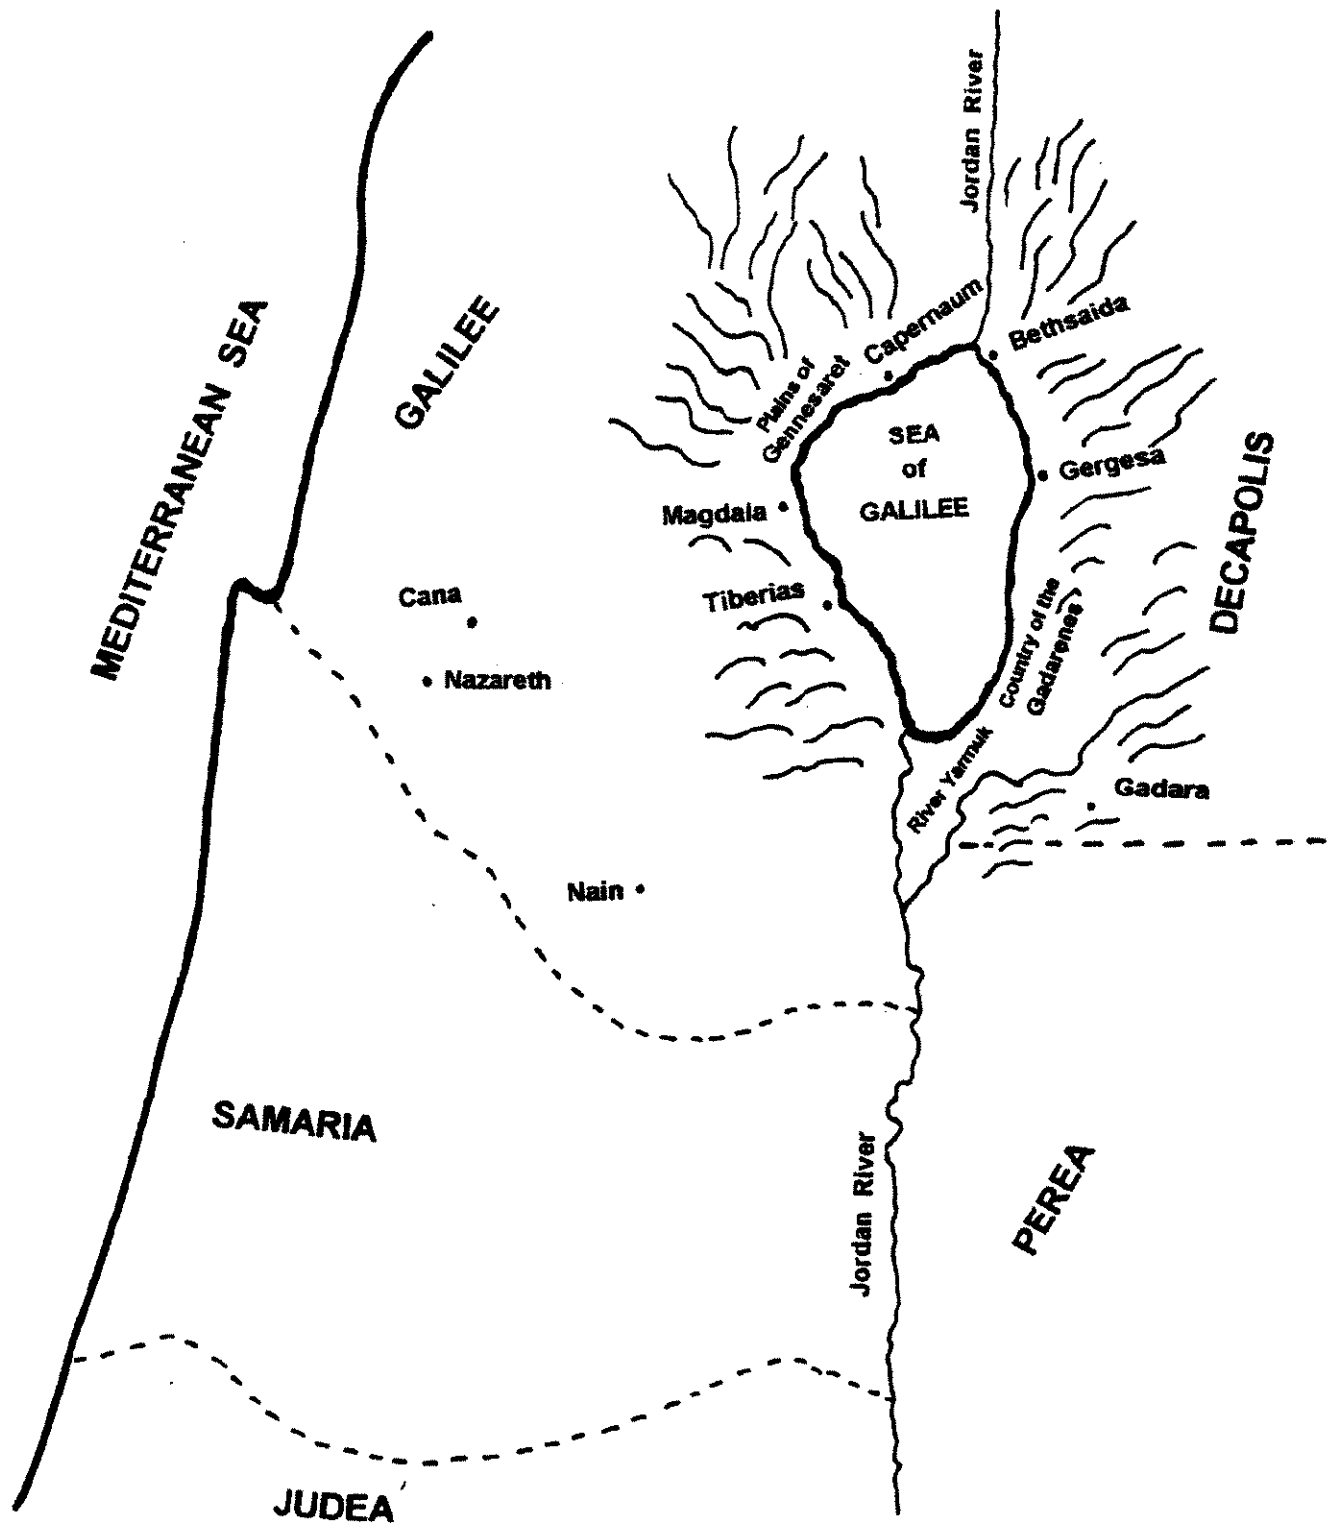 Jordan River
MEDITERRANEAN SEA
GALILEE
Capernaum
Bethsaida
Plains of
Gennesaret
SEA
of
GALILEE
Gergesa
Magdala
DECAPOLIS
Cana
Tiberias
Country of the
Gadarenes
Nazareth
River Yarmuk
Gadara
Nain
SAMARIA
Jordan River
PEREA
JUDEA